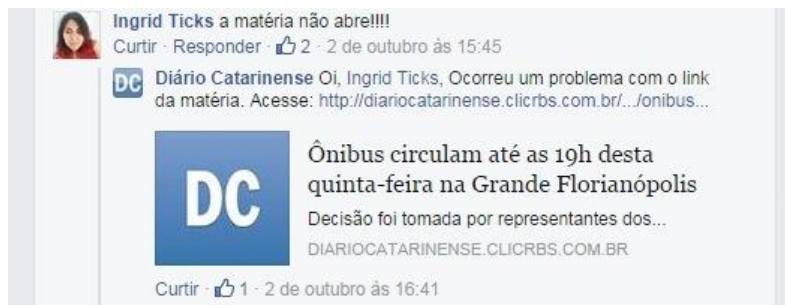 Ingrid Ticks a matéria não abre!!!!
Curtir · Responder · 2 · 2 de outubro às 15:45
DC Diário Catarinense Oi, Ingrid Ticks, Ocorreu um problema com o link
da matéria. Acesse: http://diariocatarinense.clicrbs.com.br/.../onibus...
DC
Ônibus circulam até as 19h desta
quinta-feira na Grande Florianópolis
Decisão foi tomada por representantes dos...
DIARIOCATARINENSE.CLICRBS.COM.BR
Curtir · 1 · 2 de outubro às 16:41